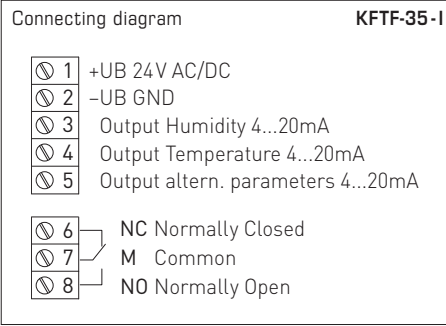 Connecting diagram KFTF-35-I
1 +UB 24V AC/DC
2 –UB GND
3 Output Humidity 4...20mA
4 Output Temperature 4...20mA
5 Output altern. parameters 4...20mA
6 NC Normally Closed
7 M Common
8 NO Normally Open